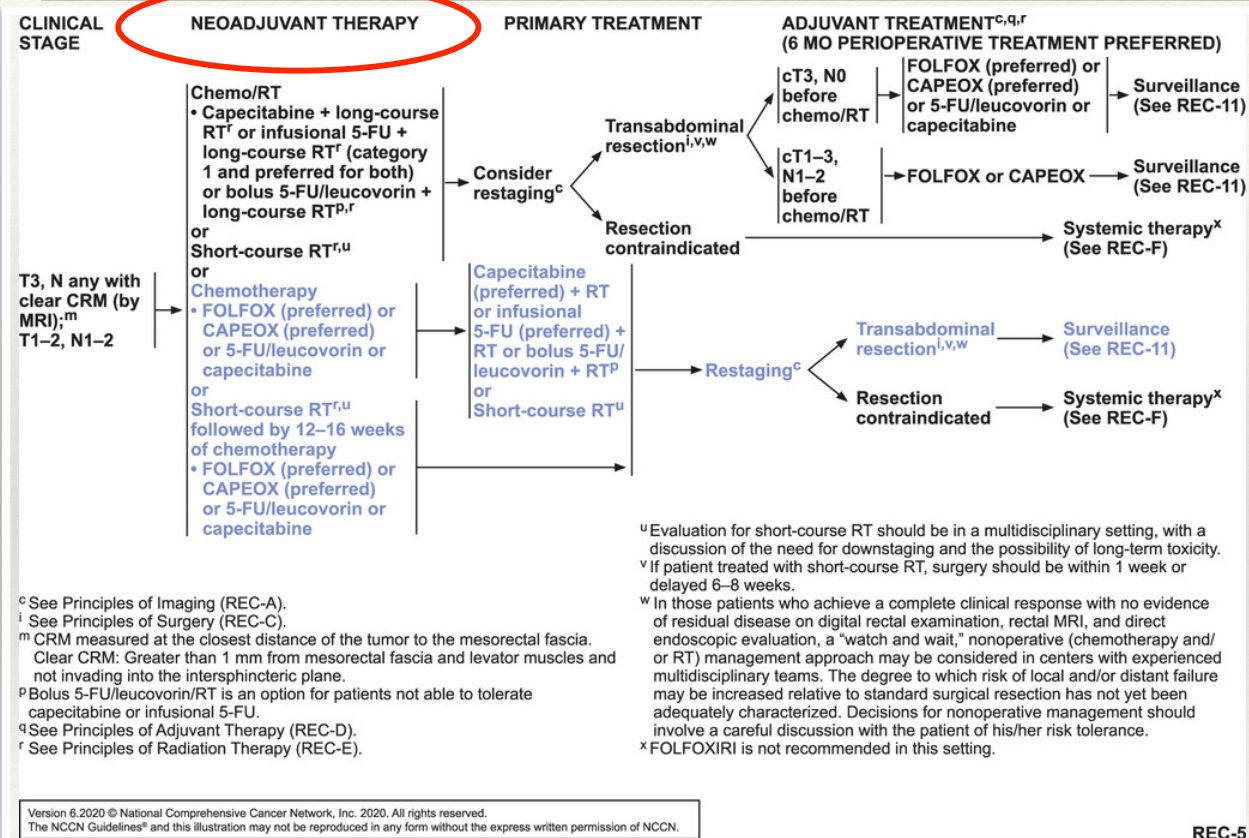 CLINICAL
STAGE
NEOADJUVANT THERAPY
PRIMARY TREATMENT
ADJUVANT TREATMENTc,q,r
(6 MO PERIOPERATIVE TREATMENT PREFERRED)
T3, N any with
clear CRM (by
MRI);m
T1–2, N1–2
Chemo/RT
• Capecitabine + long-course
RTr or infusional 5-FU +
long-course RTr (category
1 and preferred for both)
or bolus 5-FU/leucovorin +
long-course RTp,r
or
Short-course RTr,u
or
Chemotherapy
• FOLFOX (preferred) or
CAPEOX (preferred)
or 5-FU/leucovorin or
capecitabine
or
Short-course RTr,u
followed by 12–16 weeks
of chemotherapy
• FOLFOX (preferred) or
CAPEOX (preferred)
or 5-FU/leucovorin or
capecitabine
Consider
restagingc
Transabdominal
resectioni,v,w
Resection
contraindicated
cT3, N0
before
chemo/RT
FOLFOX (preferred) or
CAPEOX (preferred)
or 5-FU/leucovorin or
capecitabine
Surveillance
(See REC-11)
cT1–3,
N1–2
before
chemo/RT
FOLFOX or CAPEOX
Surveillance
(See REC-11)
Systemic therapyx
(See REC-F)
Capecitabine
(preferred) + RT
or infusional
5-FU (preferred) +
RT or bolus 5-FU/
leucovorin + RTp
or
Short-course RTu
Restagingc
Transabdominal
resectioni,v,w
Surveillance
(See REC-11)
Resection
contraindicated
Systemic therapyx
(See REC-F)
c See Principles of Imaging (REC-A).
i See Principles of Surgery (REC-C).
m CRM measured at the closest distance of the tumor to the mesorectal fascia.
Clear CRM: Greater than 1 mm from mesorectal fascia and levator muscles and
not invading into the intersphincteric plane.
p Bolus 5-FU/leucovorin/RT is an option for patients not able to tolerate
capecitabine or infusional 5-FU.
q See Principles of Adjuvant Therapy (REC-D).
r See Principles of Radiation Therapy (REC-E).
u Evaluation for short-course RT should be in a multidisciplinary setting, with a
discussion of the need for downstaging and the possibility of long-term toxicity.
v If patient treated with short-course RT, surgery should be within 1 week or
delayed 6–8 weeks.
w In those patients who achieve a complete clinical response with no evidence
of residual disease on digital rectal examination, rectal MRI, and direct
endoscopic evaluation, a “watch and wait,” nonoperative (chemotherapy and/
or RT) management approach may be considered in centers with experienced
multidisciplinary teams. The degree to which risk of local and/or distant failure
may be increased relative to standard surgical resection has not yet been
adequately characterized. Decisions for nonoperative management should
involve a careful discussion with the patient of his/her risk tolerance.
x FOLFOXIRI is not recommended in this setting.
Version 6.2020 © National Comprehensive Cancer Network, Inc. 2020. All rights reserved.
The NCCN Guidelines® and this illustration may not be reproduced in any form without the express written permission of NCCN.
REC-5